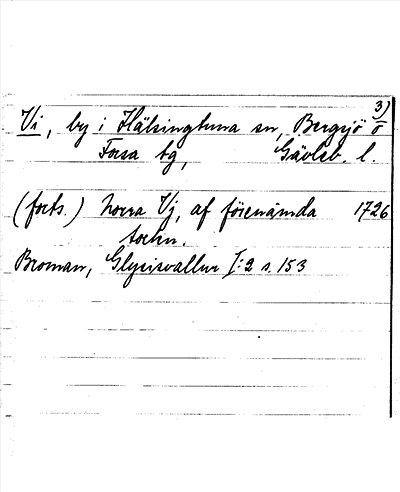 3)
Vi, by i Hälsingtuna sn, Bergsjö o
Forsa tg, Gävleb. l.
(forts.) Norra Vj, af förenämda 1726
sochn.
Broman, Glysisvallur I:2 s. 153